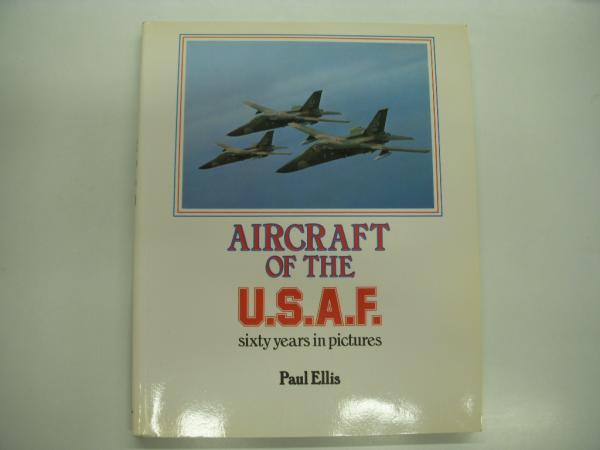 AIRCRAFT
OF THE
U.S.A.F.
sixty years in pictures
Paul Ellis